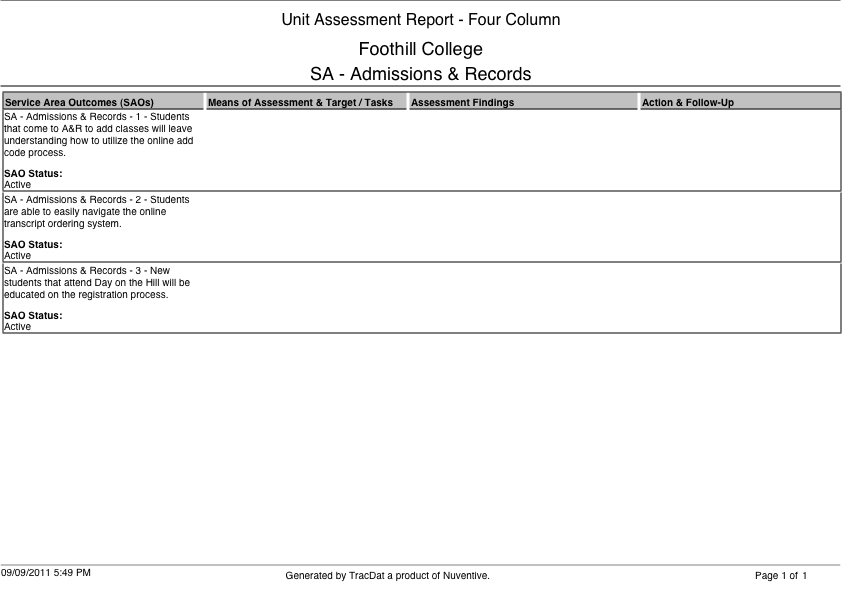 Unit Assessment Report - Four Column
Foothill College
SA - Admissions & Records
Service Area Outcomes (SAOs) Means of Assessment & Target / Tasks Assessment Findings Action & Follow-Up
SA - Admissions & Records - 1 - Students
that come to A&R to add classes will leave
understanding how to utilize the online add
code process.
SAO Status:
Active
SA - Admissions & Records - 2 - Students
are able to easily navigate the online
transcript ordering system.
SAO Status:
Active
SA - Admissions & Records - 3 - New
students that attend Day on the Hill will be
educated on the registration process.
SAO Status:
Active
09/09/2011 5:49 PM Generated by TracDat a product of Nuventive. Page 1 of 1